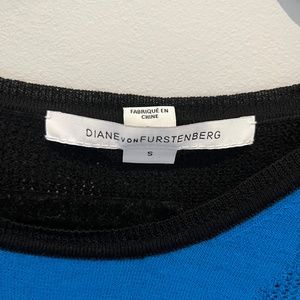 FABRIQUÉ EN
CHINE
DIANE VON FURSTENBERG
S